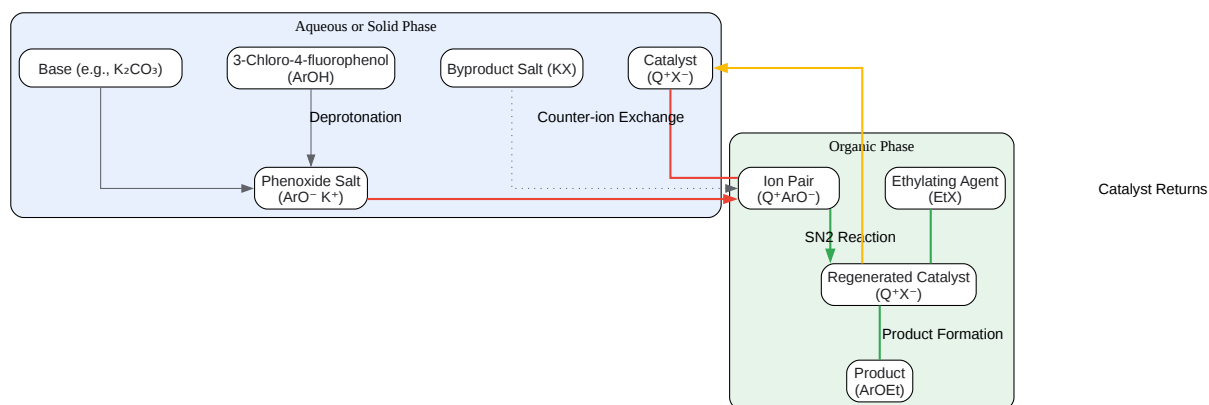 Aqueous or Solid Phase
Base (e.g., K₂CO₃)
3-Chloro-4-fluorophenol
(ArOH)
Byproduct Salt (KX)
Catalyst
(Q⁺X⁻)
Deprotonation
Counter-ion Exchange
Organic Phase
Phenoxide Salt
(ArO⁻ K⁺)
Ion Pair
(Q⁺ArO⁻)
Ethylating Agent
(EtX)
Catalyst Returns
SN2 Reaction
Regenerated Catalyst
(Q⁺X⁻)
Product Formation
Product
(ArOEt)